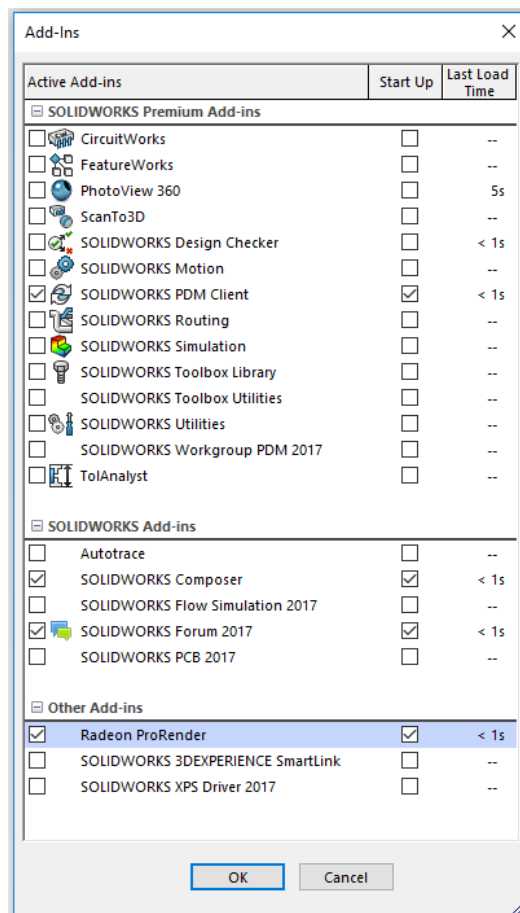 Add-Ins
Active Add-ins Start Up Last Load Time
SOLIDWORKS Premium Add-ins
CircuitWorks --
FeatureWorks --
PhotoView 360 5s
ScanTo3D --
SOLIDWORKS Design Checker < 1s
SOLIDWORKS Motion --
SOLIDWORKS PDM Client < 1s
SOLIDWORKS Routing --
SOLIDWORKS Simulation --
SOLIDWORKS Toolbox Library --
SOLIDWORKS Toolbox Utilities --
SOLIDWORKS Utilities --
SOLIDWORKS Workgroup PDM 2017 --
TolAnalyst --
SOLIDWORKS Add-ins
Autotrace --
SOLIDWORKS Composer < 1s
SOLIDWORKS Flow Simulation 2017 --
SOLIDWORKS Forum 2017 < 1s
SOLIDWORKS PCB 2017 --
Other Add-ins
Radeon ProRender < 1s
SOLIDWORKS 3DEXPERIENCE SmartLink --
SOLIDWORKS XPS Driver 2017 --
OK Cancel